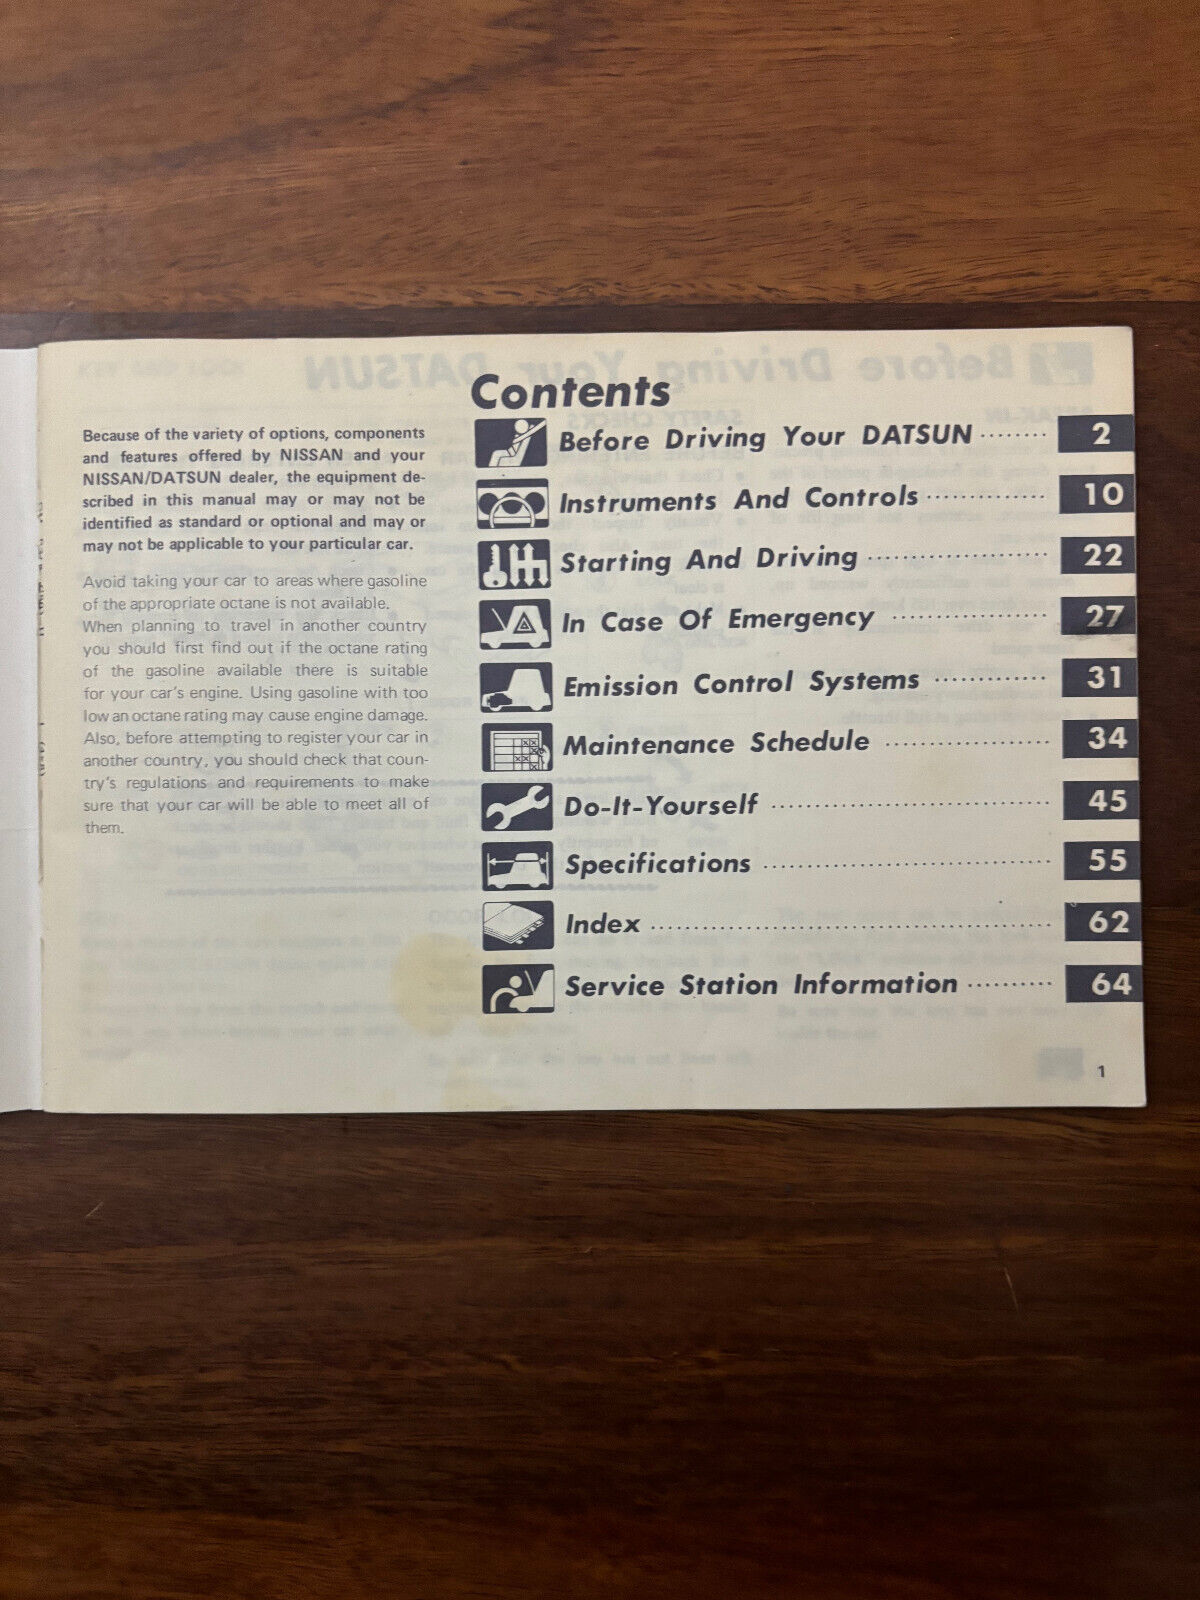 Because of the variety of options, components
and features offered by NISSAN and your
NISSAN/DATSUN dealer, the equipment de-
scribed in this manual may or may not be
identified as standard or optional and may or
may not be applicable to your particular car.
Avoid taking your car to areas where gasoline
of the appropriate octane is not available.
When planning to travel in another country
you should first find out if the octane rating
of the gasoline available there is suitable
for your car's engine. Using gasoline with too
low an octane rating may cause engine damage.
Also, before attempting to register your car in
another country, you should check that coun-
try's regulations and requirements to make
sure that your car will be able to meet all of
them.
Contents
Before Driving Your DATSUN ........ 2
Instruments And Controls ............. 10
Starting And Driving .................... 22
In Case Of Emergency ................. 27
Emission Control Systems ............. 31
Maintenance Schedule .................. 34
Do-It-Yourself ................................. 45
Specifications .................................. 55
Index ................................................ 62
Service Station Information .......... 64
1